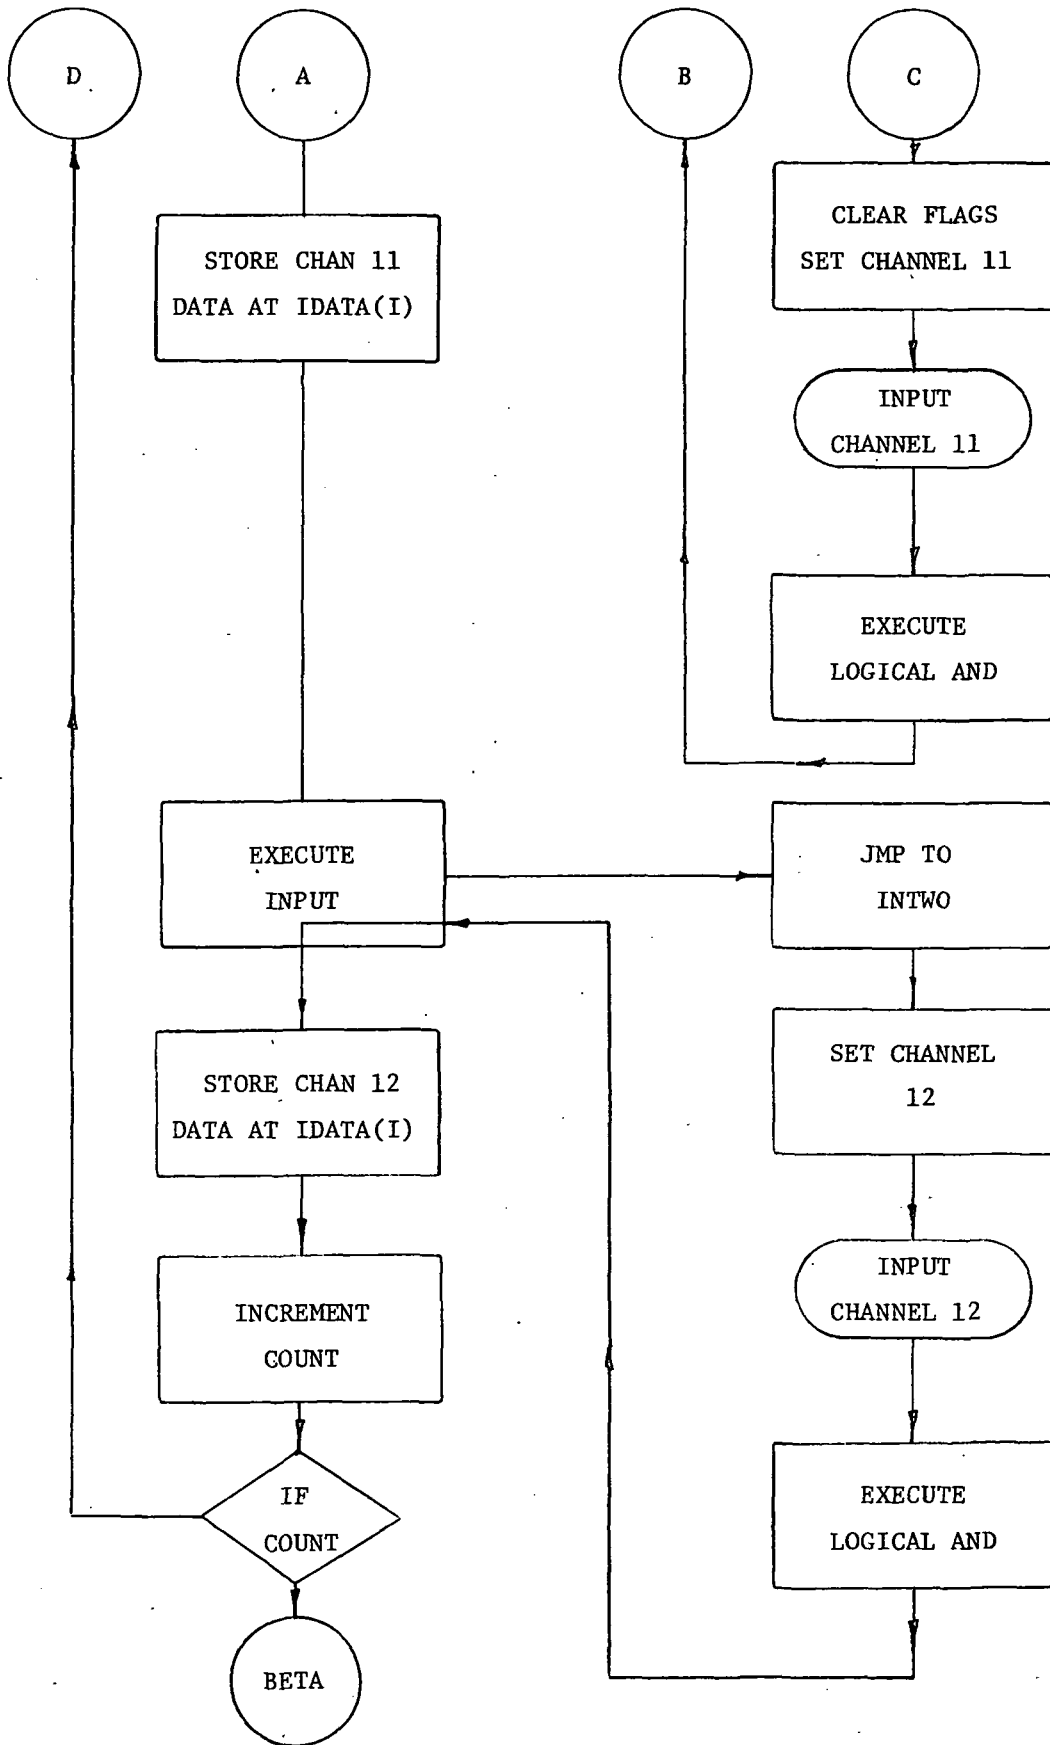 D
A
B
C
STORE CHAN 11
DATA AT IDATA(I)
CLEAR FLAGS
SET CHANNEL 11
INPUT
CHANNEL 11
EXECUTE
LOGICAL AND
EXECUTE
INPUT
JMP TO
INTWO
STORE CHAN 12
DATA AT IDATA(I)
SET CHANNEL
12
INCREMENT
COUNT
INPUT
CHANNEL 12
IF
COUNT
EXECUTE
LOGICAL AND
BETA